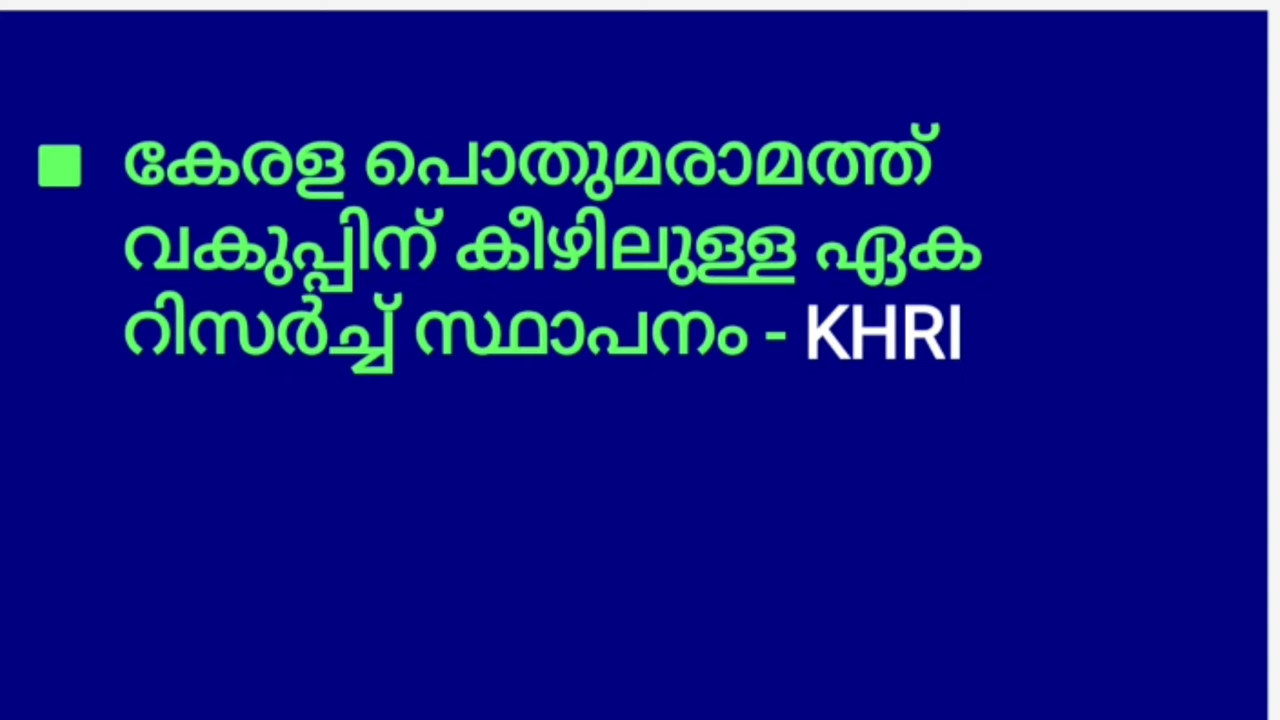 കേരള പൊതുമരാമത്ത്
വകുപ്പിന് കീഴിലുള്ള ഏക
റിസർച്ച് സ്ഥാപനം - KHRI